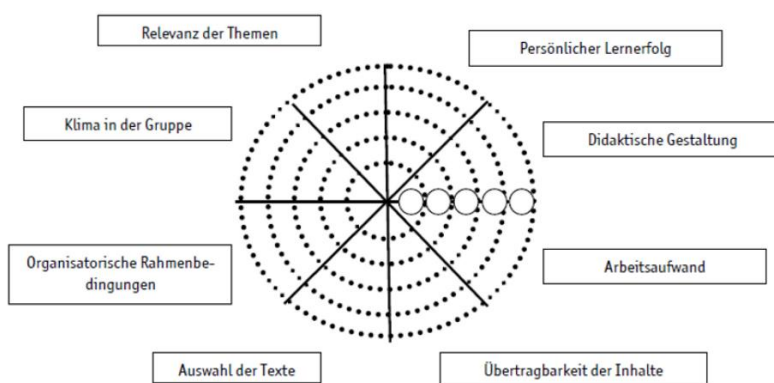 Relevanz der Themen
Persönlicher Lernerfolg
Klima in der Gruppe
Didaktische Gestaltung
Organisatorische Rahmenbe-
dingungen
Arbeitsaufwand
Auswahl der Texte
Übertragbarkeit der Inhalte